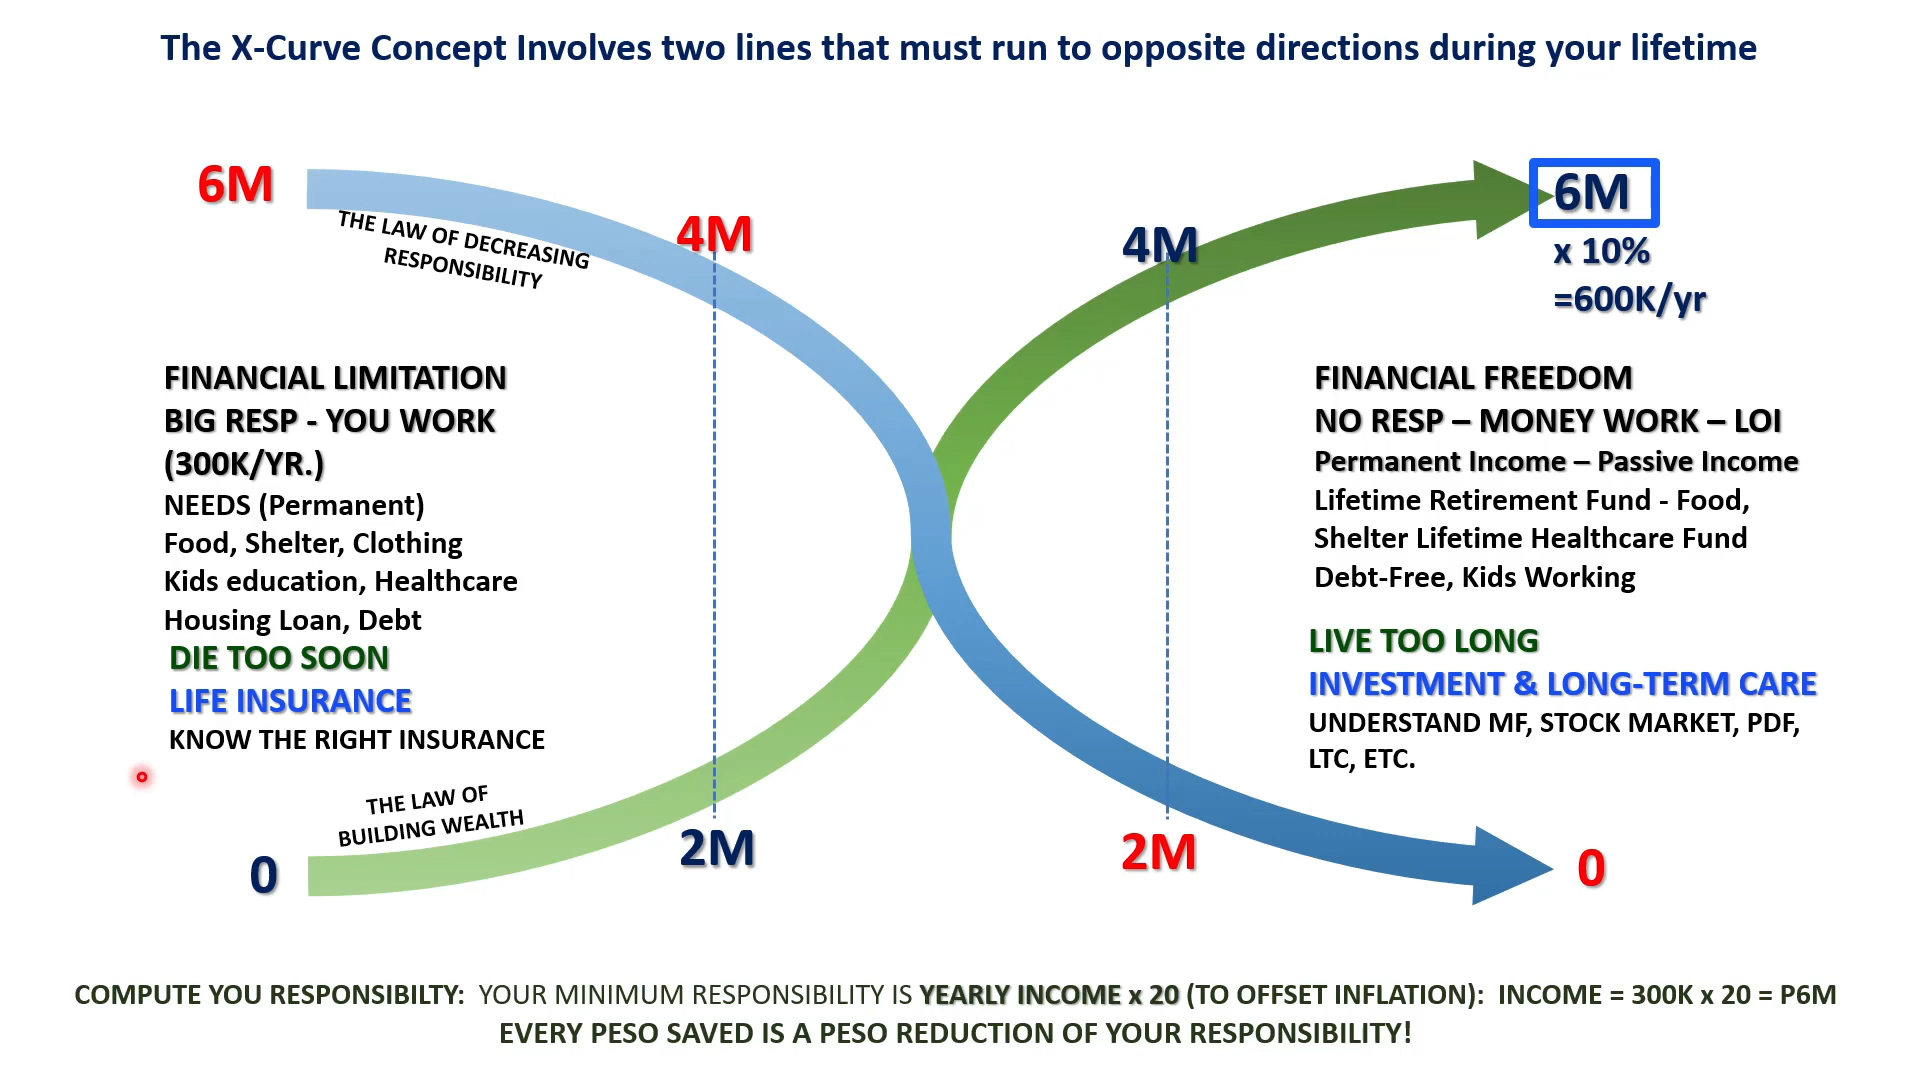 The X-Curve Concept Involves two lines that must run to opposite directions during your lifetime
6M
THE LAW OF DECREASING
RESPONSIBILITY
4M
4M
6M
x 10%
=600K/yr
FINANCIAL LIMITATION
BIG RESP - YOU WORK
(300K/YR.)
NEEDS (Permanent)
Food, Shelter, Clothing
Kids education, Healthcare
Housing Loan, Debt
DIE TOO SOON
LIFE INSURANCE
KNOW THE RIGHT INSURANCE
FINANCIAL FREEDOM
NO RESP – MONEY WORK – LOI
Permanent Income – Passive Income
Lifetime Retirement Fund - Food,
Shelter Lifetime Healthcare Fund
Debt-Free, Kids Working
LIVE TOO LONG
INVESTMENT & LONG-TERM CARE
UNDERSTAND MF, STOCK MARKET, PDF,
LTC, ETC.
THE LAW OF
BUILDING WEALTH
0
2M
2M
0
COMPUTE YOU RESPONSIBILTY: YOUR MINIMUM RESPONSIBILITY IS YEARLY INCOME x 20 (TO OFFSET INFLATION): INCOME = 300K x 20 = P6M
EVERY PESO SAVED IS A PESO REDUCTION OF YOUR RESPONSIBILITY!